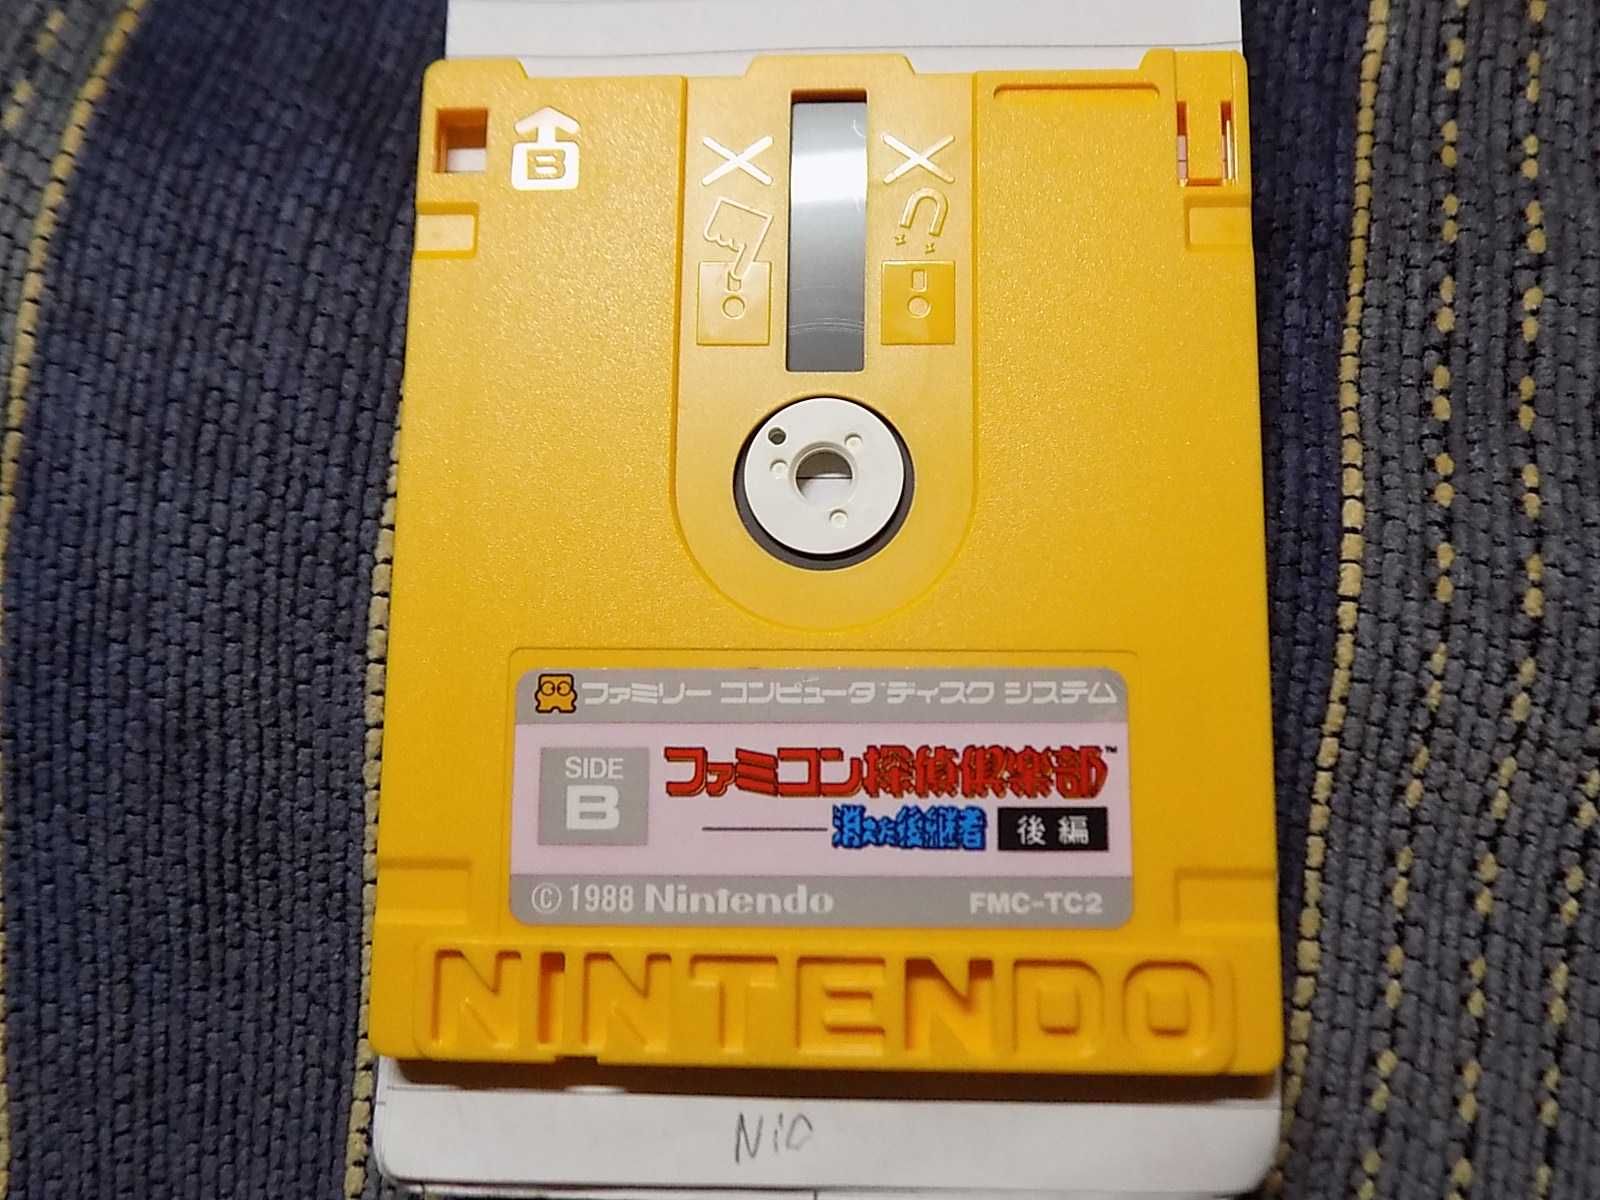 B
ファミリー コンピュータ ディスク システム
SIDE
B
ファミコン探偵倶楽部™
消えた後継者 後編
© 1988 Nintendo FMC-TC2
NINTENDO